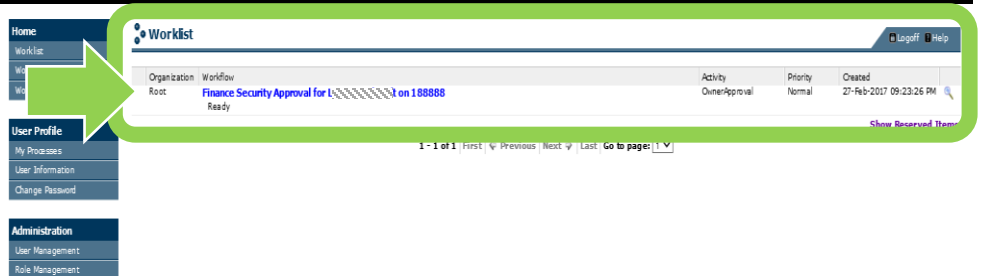 Home
Worklist
User Profile
My Processes
User Information
Change Password
Administration
User Management
Role Management
Worklist
Logoff Help
Organization Workflow Activity Priority Created
Root Finance Security Approval for on 188888 OwnerApproval Normal 27-Feb-2017 09:23:26 PM
Ready
Show Reserved Items
1 - 1 of 1 First Previous Next Last Go to page: 1